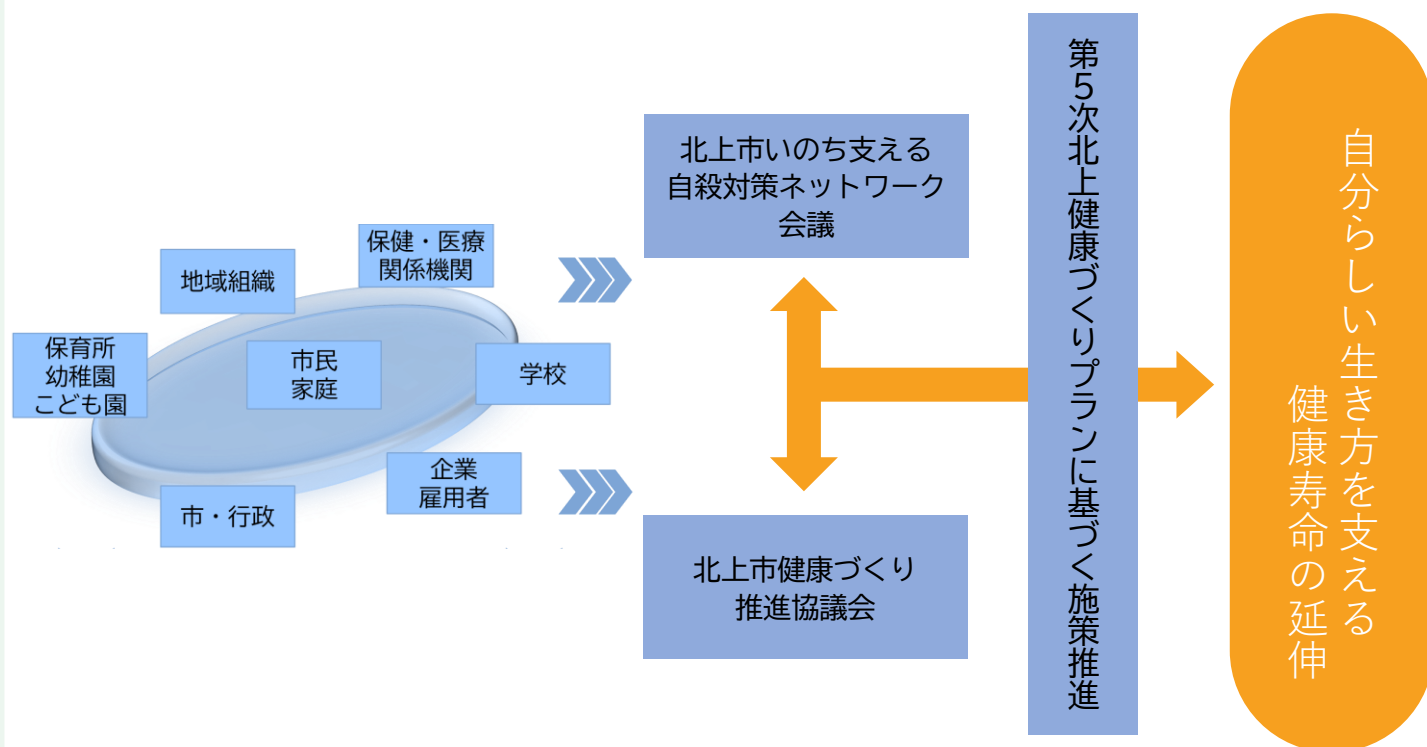 保健・医療
関係機関
地域組織
保育所
幼稚園
こども園
市民
家庭
学校
企業
雇用者
市・行政
北上市いのち支える
自殺対策ネットワーク
会議
北上市健康づくり
推進協議会
第5次北上健康づくりプランに基づく施策推進
自分らしい生き方を支える
健康寿命の延伸